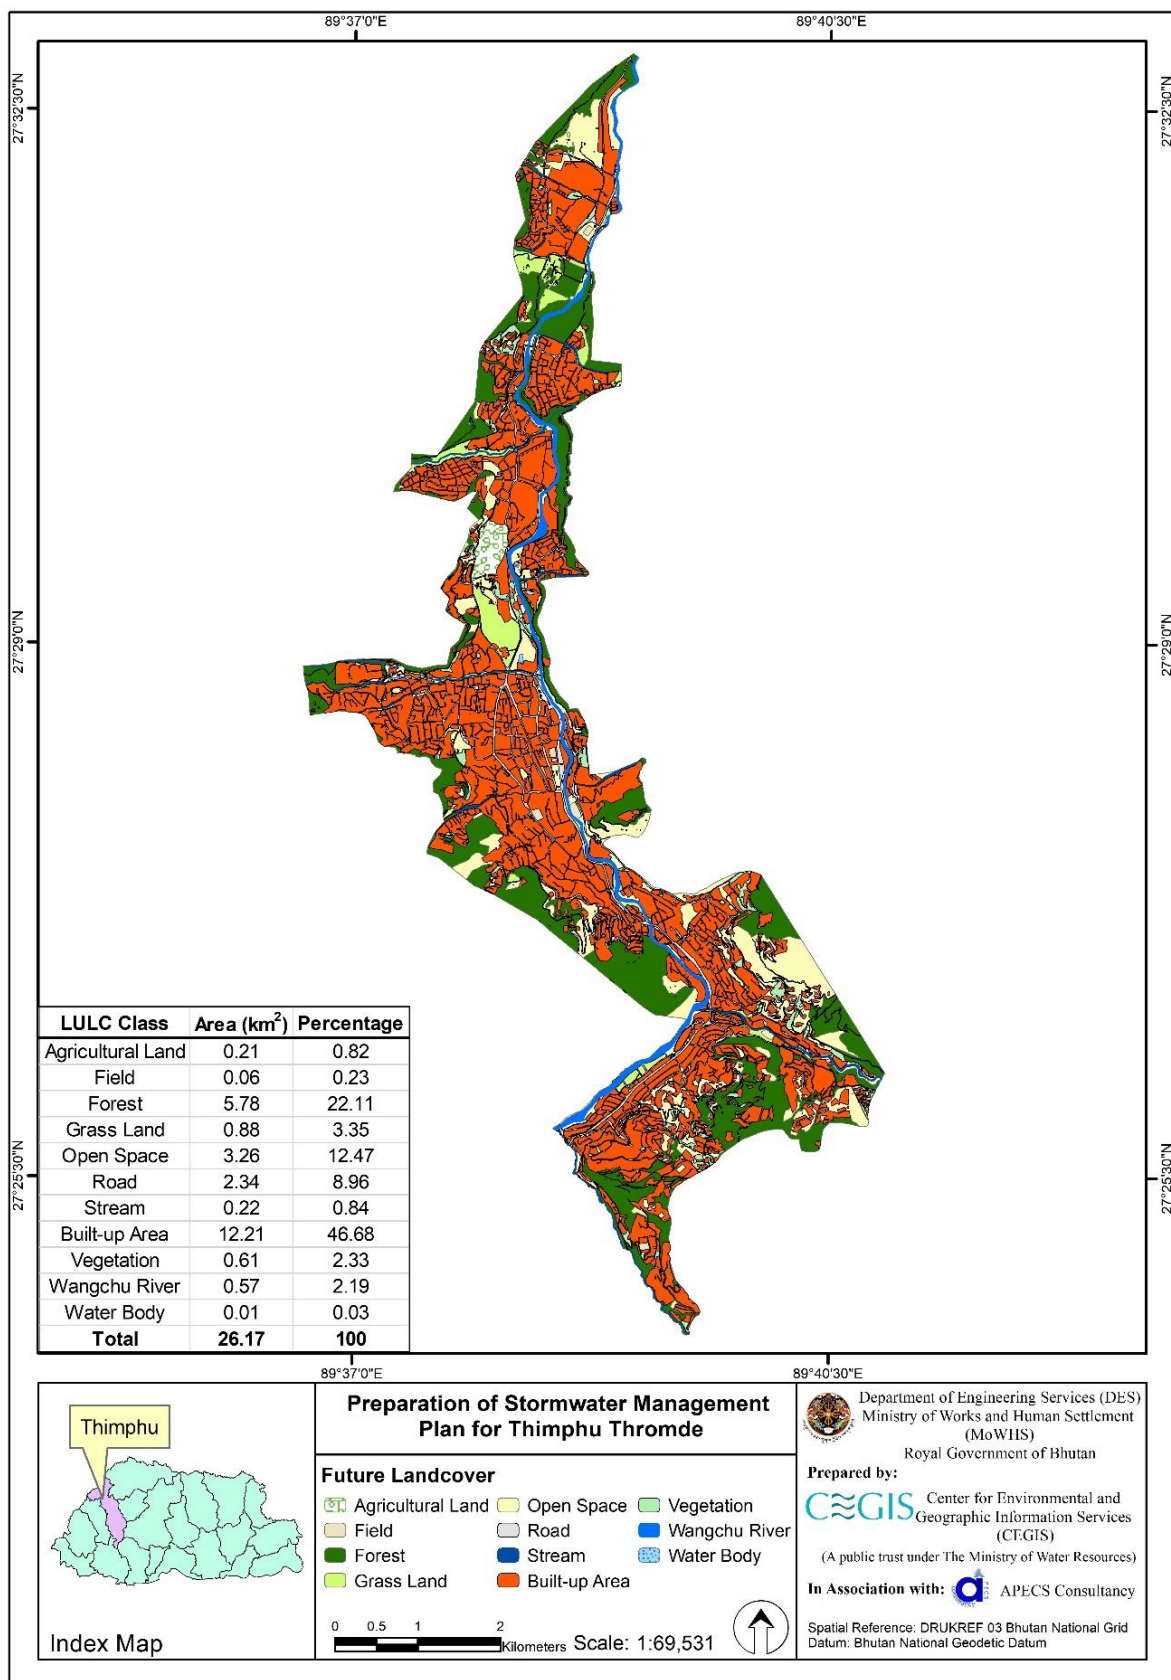 89°37'0"E
89°40'30"E
27°32'30"N
27°32'30"N
27°29'0"N
27°29'0"N
27°25'30"N
27°25'30"N
LULC Class Area (km²) Percentage
Agricultural Land 0.21 0.82
Field 0.06 0.23
Forest 5.78 22.11
Grass Land 0.88 3.35
Open Space 3.26 12.47
Road 2.34 8.96
Stream 0.22 0.84
Built-up Area 12.21 46.68
Vegetation 0.61 2.33
Wangchu River 0.57 2.19
Water Body 0.01 0.03
Total 26.17 100
89°37'0"E
89°40'30"E
Thimphu
Index Map
Preparation of Stormwater Management
Plan for Thimphu Thromde
Future Landcover
Agricultural Land Open Space Vegetation
Field Road Wangchu River
Forest Stream Water Body
Grass Land Built-up Area
0 0.5 1 2
Kilometers Scale: 1:69,531
Department of Engineering Services (DES)
Ministry of Works and Human Settlement
(MoWHS)
Royal Government of Bhutan
Prepared by:
CEGIS Center for Environmental and
Geographic Information Services
(CEGIS)
(A public trust under The Ministry of Water Resources)
In Association with: a APECS Consultancy
Spatial Reference: DRUKREF 03 Bhutan National Grid
Datum: Bhutan National Geodetic Datum